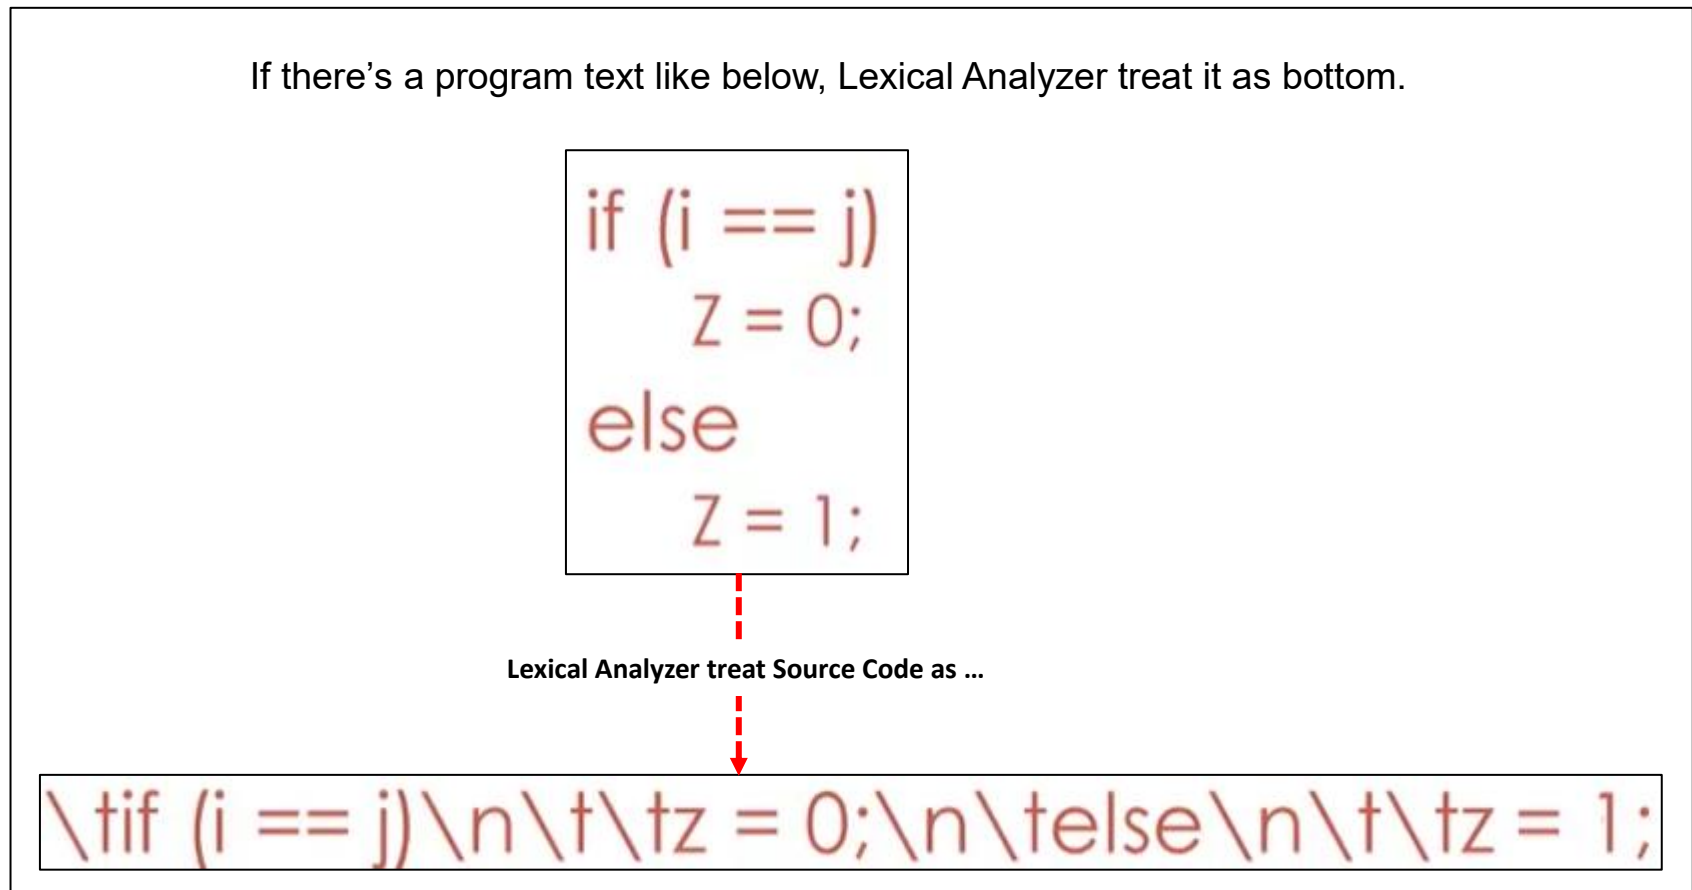 If there’s a program text like below, Lexical Analyzer treat it as bottom.
if (i == j)
Z = 0;
else
Z = 1;
Lexical Analyzer treat Source Code as ...
\tif (i == j)\n\t\tz = 0;\n\telse\n\t\tz = 1;